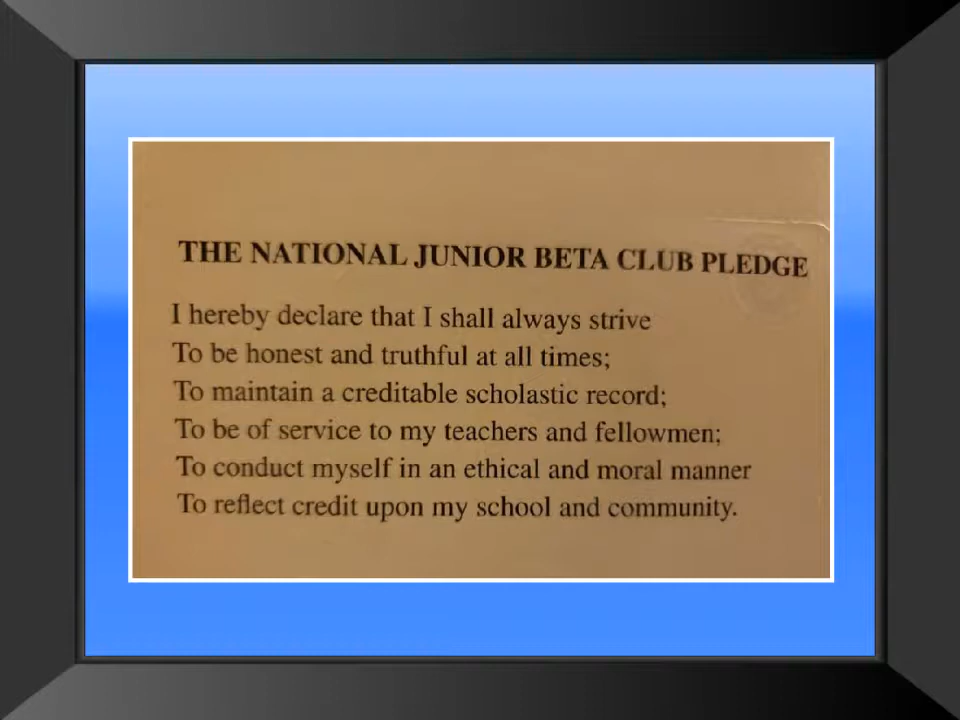 THE NATIONAL JUNIOR BETA CLUB PLEDGE
I hereby declare that I shall always strive
To be honest and truthful at all times;
To maintain a creditable scholastic record;
To be of service to my teachers and fellowmen;
To conduct myself in an ethical and moral manner
To reflect credit upon my school and community.